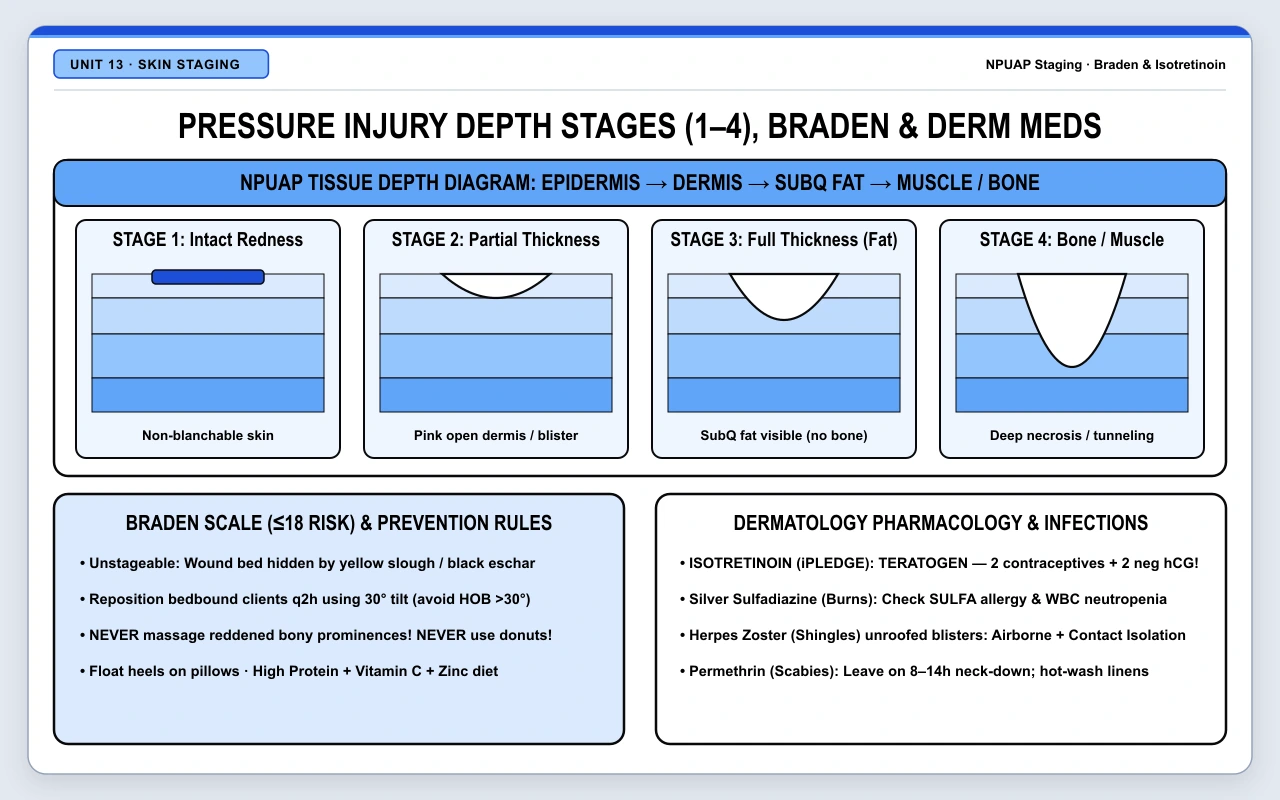 UNIT 13 · SKIN STAGING
NPUAP Staging · Braden & Isotretinoin
PRESSURE INJURY DEPTH STAGES (1–4), BRADEN & DERM MEDS
NPUAP TISSUE DEPTH DIAGRAM: EPIDERMIS → DERMIS → SUBQ FAT → MUSCLE / BONE
STAGE 1: Intact Redness
Non-blanchable skin
STAGE 2: Partial Thickness
Pink open dermis / blister
STAGE 3: Full Thickness (Fat)
SubQ fat visible (no bone)
STAGE 4: Bone / Muscle
Deep necrosis / tunneling
BRADEN SCALE (≤18 RISK) & PREVENTION RULES
• Unstageable: Wound bed hidden by yellow slough / black eschar
• Reposition bedbound clients q2h using 30° tilt (avoid HOB >30°)
• NEVER massage reddened bony prominences! NEVER use donuts!
• Float heels on pillows · High Protein + Vitamin C + Zinc diet
DERMATOLOGY PHARMACOLOGY & INFECTIONS
• ISOTRETINOIN (iPLEDGE): TERATOGEN — 2 contraceptives + 2 neg hCG!
• Silver Sulfadiazine (Burns): Check SULFA allergy & WBC neutropenia
• Herpes Zoster (Shingles) unroofed blisters: Airborne + Contact Isolation
• Permethrin (Scabies): Leave on 8–14h neck-down; hot-wash linens